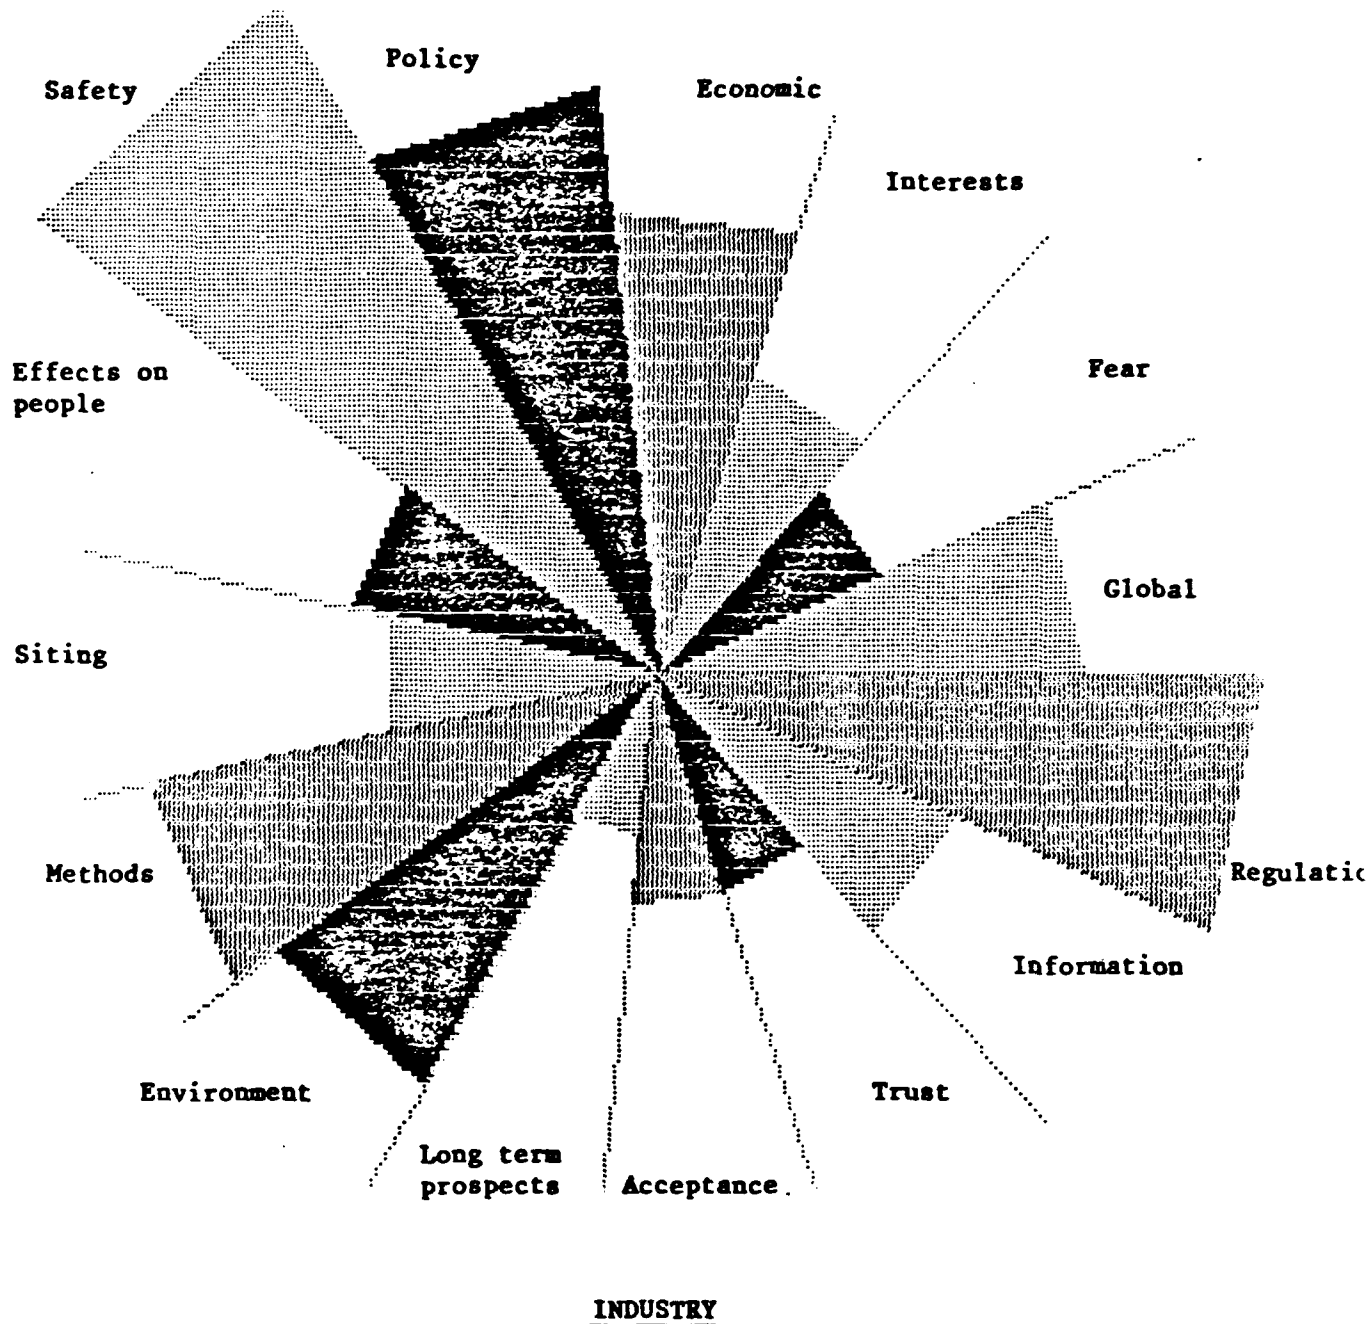 Policy
Safety
Economic
Interests
Effects on
people
Fear
Global
Siting
Methods
Regulatic
Information
Environment
Trust
Long term
prospects
Acceptance
INDUSTRY